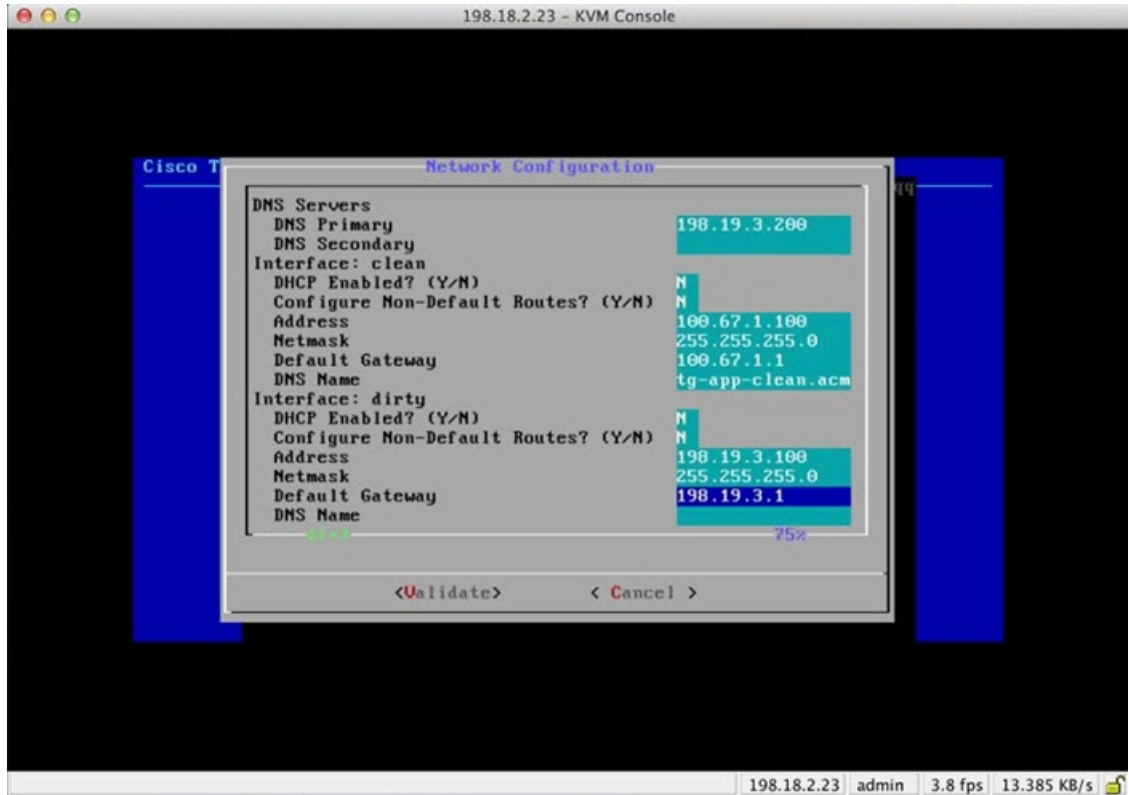 198.18.2.23 – KVM Console
Cisco T
Network Configuration
qq
DNS Servers
DNS Primary 198.19.3.200
DNS Secondary
Interface: clean
DHCP Enabled? (Y/N) N
Configure Non-Default Routes? (Y/N) N
Address 100.67.1.100
Netmask 255.255.255.0
Default Gateway 100.67.1.1
DNS Name tg-app-clean.acm
Interface: dirty
DHCP Enabled? (Y/N) N
Configure Non-Default Routes? (Y/N) N
Address 198.19.3.100
Netmask 255.255.255.0
Default Gateway 198.19.3.1
DNS Name
75%
<Validate> < Cancel >
198.18.2.23 admin 3.8 fps 13.385 KB/s